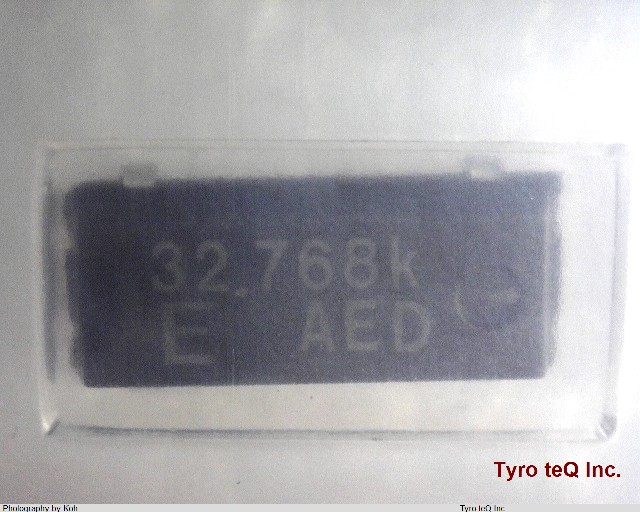 32.768k
E AED
Tyro teQ Inc.
Photography by Koh
Tyro teQ Inc